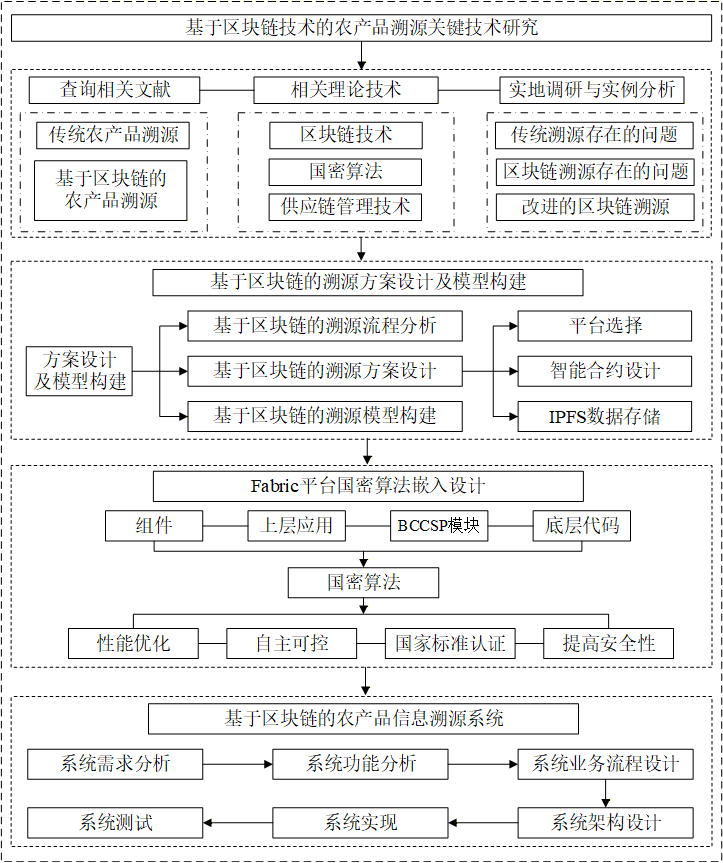 基于区块链技术的农产品溯源关键技术研究
查询相关文献
相关理论技术
实地调研与实例分析
传统农产品溯源
基于区块链的
农产品溯源
区块链技术
国密算法
供应链管理技术
传统溯源存在的问题
区块链溯源存在的问题
改进的区块链溯源
基于区块链的溯源方案设计及模型构建
方案设计
及模型构建
基于区块链的溯源流程分析
基于区块链的溯源方案设计
基于区块链的溯源模型构建
平台选择
智能合约设计
IPFS数据存储
Fabric平台国密算法嵌入设计
组件
上层应用
BCCSP模块
底层代码
国密算法
性能优化
自主可控
国家标准认证
提高安全性
基于区块链的农产品信息溯源系统
系统需求分析
系统功能分析
系统业务流程设计
系统架构设计
系统实现
系统测试